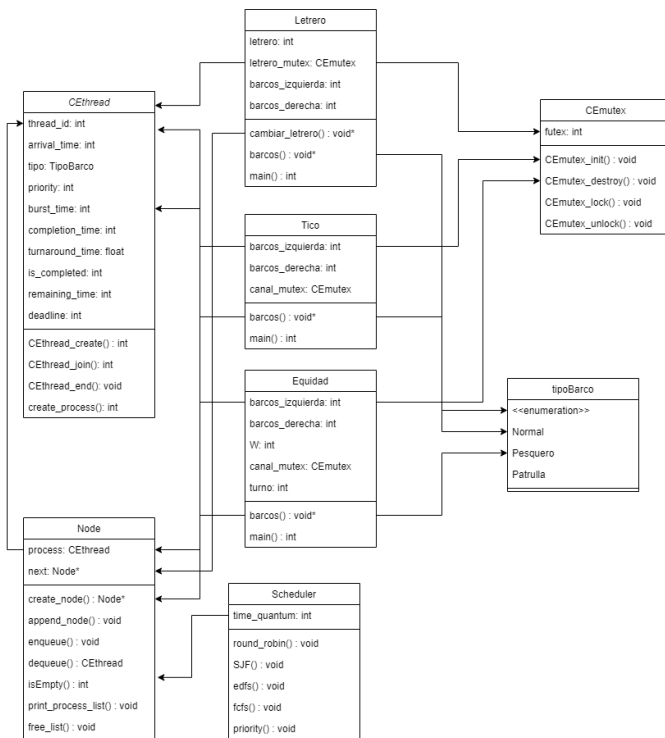 Letrero
letrero: int
letrero_mutex: CEmutex
barcos_izquierda: int
barcos_derecha: int
cambiar_letrero() : void*
barcos() : void*
main() : int
CEthread
thread_id: int
arrival_time: int
tipo: TipoBarco
priority: int
burst_time: int
completion_time: int
turnaround_time: float
is_completed: int
remaining_time: int
deadline: int
CEthread_create() : int
CEthread_join(): int
CEthread_end(): void
create_process(): int
CEmutex
futex: int
CEmutex_init() : void
CEmutex_destroy() : void
CEmutex_lock() : void
CEmutex_unlock() : void
Tico
barcos_izquierda: int
barcos_derecha: int
canal_mutex: CEmutex
barcos() : void*
main() : int
Equidad
barcos_izquierda: int
barcos_derecha: int
W: int
canal_mutex: CEmutex
turno: int
barcos() : void*
main() : int
tipoBarco
<<enumeration>>
Normal
Pesquero
Patrulla
Node
process: CEthread
next: Node*
create_node() : Node*
append_node() : void
enqueue() : void
dequeue() : CEthread
isEmpty() : int
print_process_list() : void
free_list() : void
Scheduler
time_quantum: int
round_robin() : void
SJF() : void
edfs() : void
fcfs() : void
priority() : void